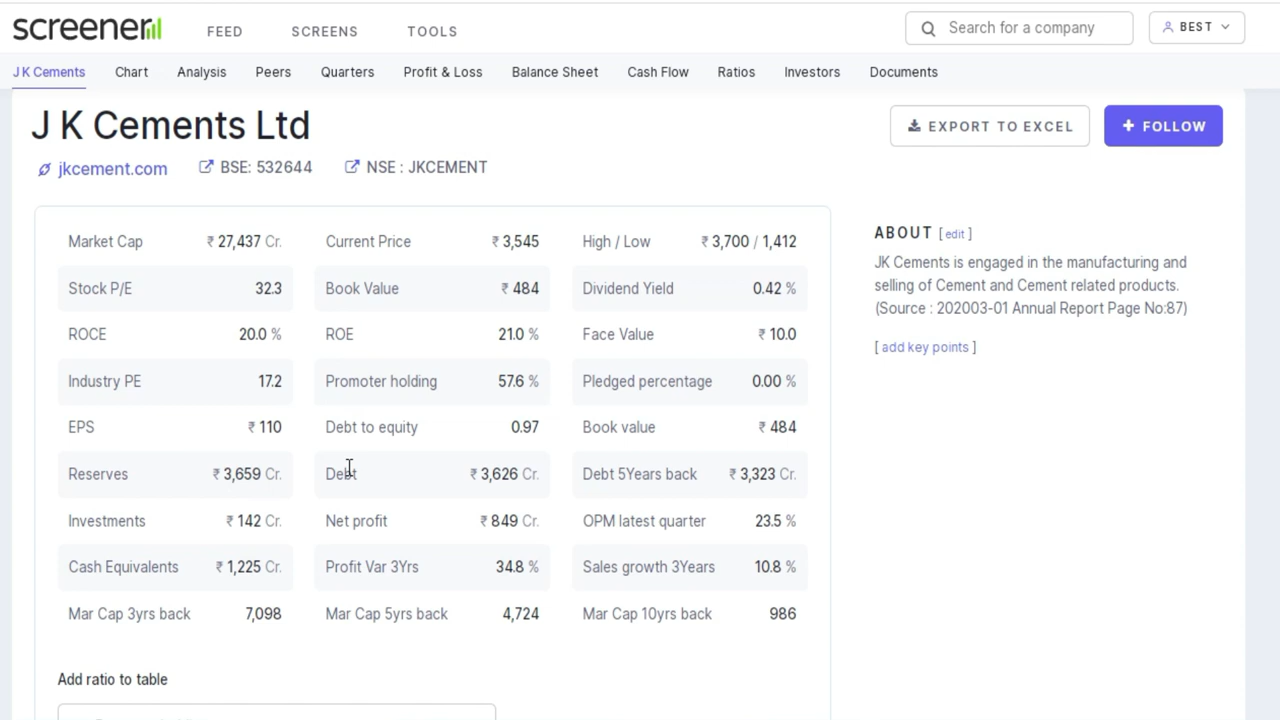 screener
FEED SCREENS TOOLS
Search for a company
BEST
J K Cements Chart Analysis Peers Quarters Profit & Loss Balance Sheet Cash Flow Ratios Investors Documents
J K Cements Ltd
EXPORT TO EXCEL
+ FOLLOW
jkcement.com BSE: 532644 NSE : JKCEMENT
Market Cap ₹ 27,437 Cr. Current Price ₹ 3,545 High / Low ₹ 3,700 / 1,412
Stock P/E 32.3 Book Value ₹ 484 Dividend Yield 0.42 %
ROCE 20.0 % ROE 21.0 % Face Value ₹ 10.0
Industry PE 17.2 Promoter holding 57.6 % Pledged percentage 0.00 %
EPS ₹ 110 Debt to equity 0.97 Book value ₹ 484
Reserves ₹ 3,659 Cr. Debt ₹ 3,626 Cr. Debt 5Years back ₹ 3,323 Cr.
Investments ₹ 142 Cr. Net profit ₹ 849 Cr. OPM latest quarter 23.5 %
Cash Equivalents ₹ 1,225 Cr. Profit Var 3Yrs 34.8 % Sales growth 3Years 10.8 %
Mar Cap 3yrs back 7,098 Mar Cap 5yrs back 4,724 Mar Cap 10yrs back 986
Add ratio to table
ABOUT [ edit ]
JK Cements is engaged in the manufacturing and
selling of Cement and Cement related products.
(Source : 202003-01 Annual Report Page No:87)
[ add key points ]